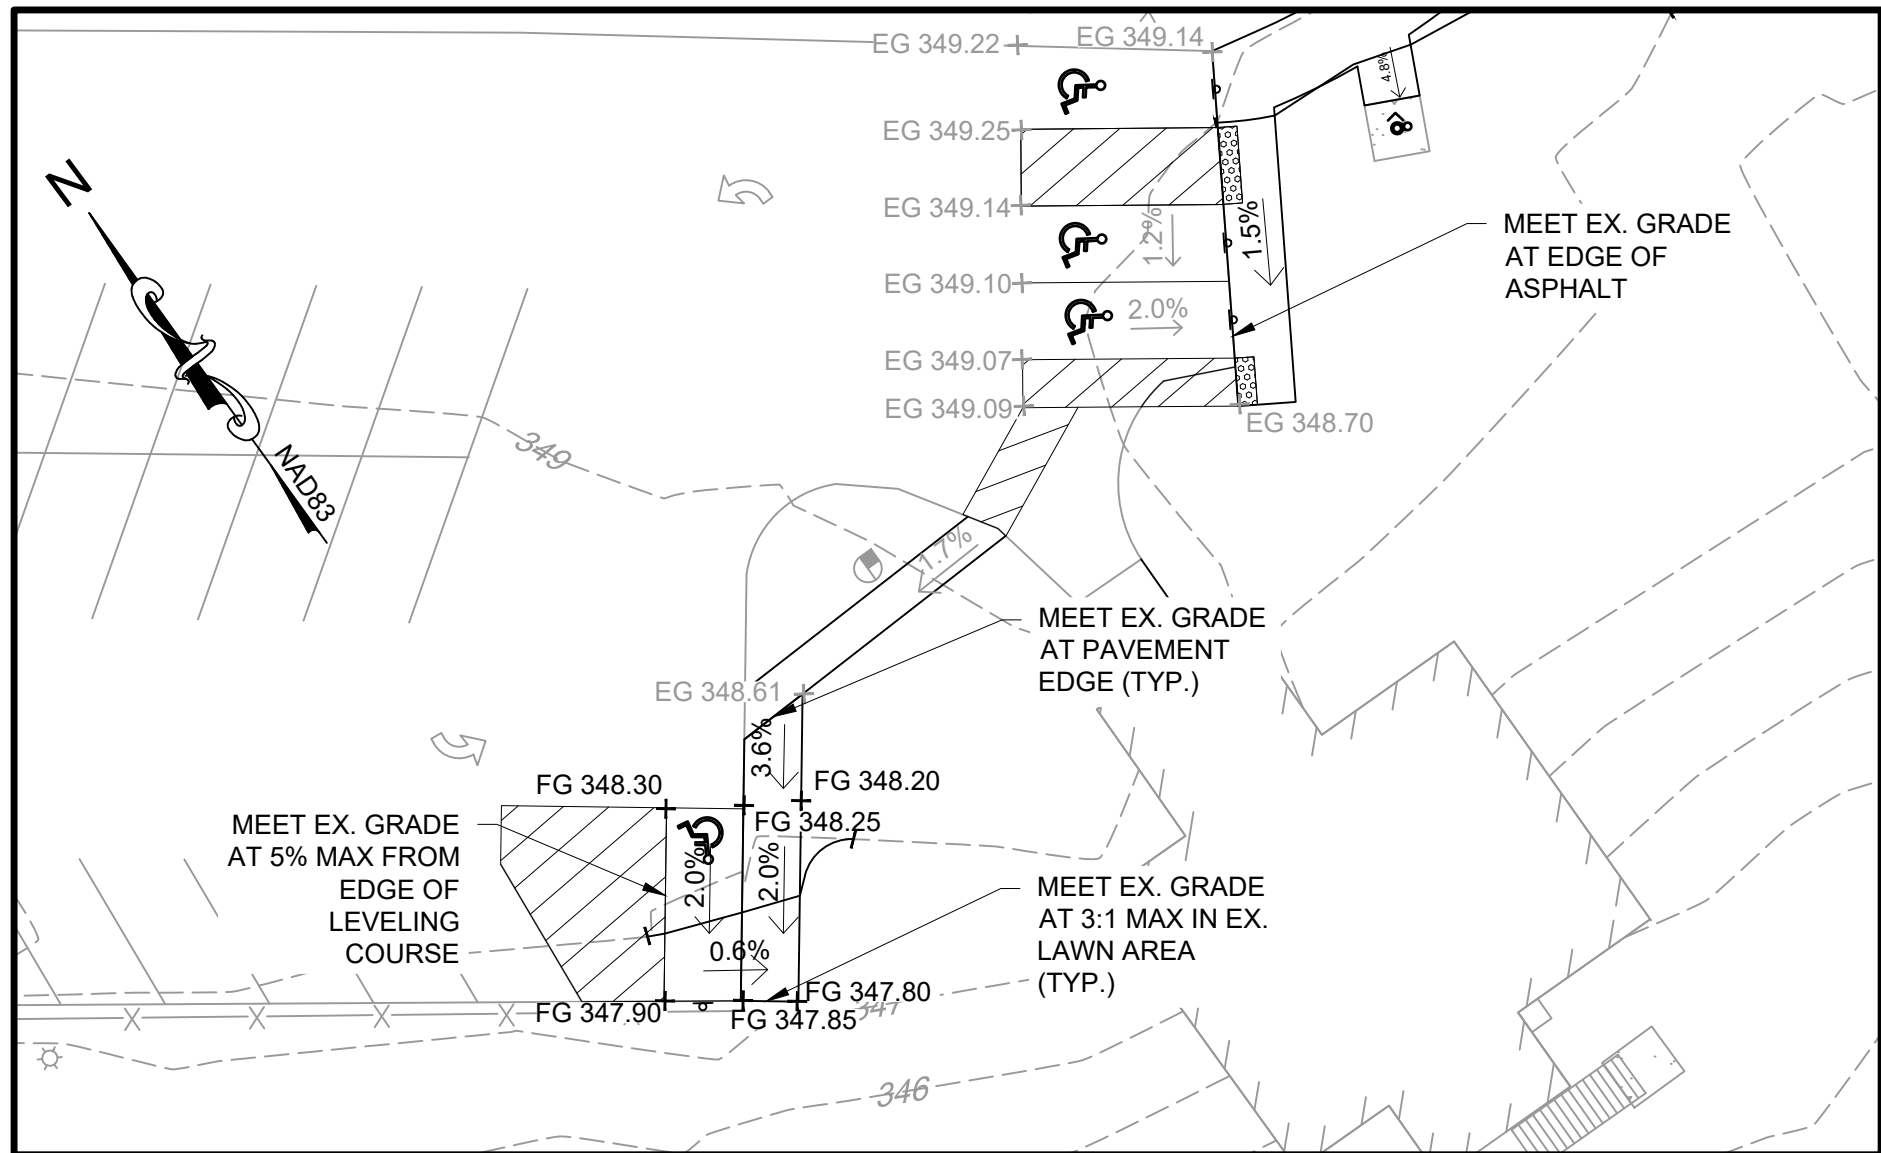 EG 349.22
EG 349.14
4.8%
EG 349.25
N
EG 349.14
1.2%
1.5%
MEET EX. GRADE
AT EDGE OF
ASPHALT
EG 349.10
2.0%
EG 349.07
EG 349.09
EG 348.70
349
NAD83
1.7%
MEET EX. GRADE
AT PAVEMENT
EDGE (TYP.)
EG 348.61
3.6%
FG 348.30
FG 348.20
FG 348.25
MEET EX. GRADE
AT 5% MAX FROM
EDGE OF
LEVELING
COURSE
2.0%
2.0%
MEET EX. GRADE
AT 3:1 MAX IN EX.
LAWN AREA
(TYP.)
0.6%
FG 347.80
FG 347.90
FG 347.85
347
346